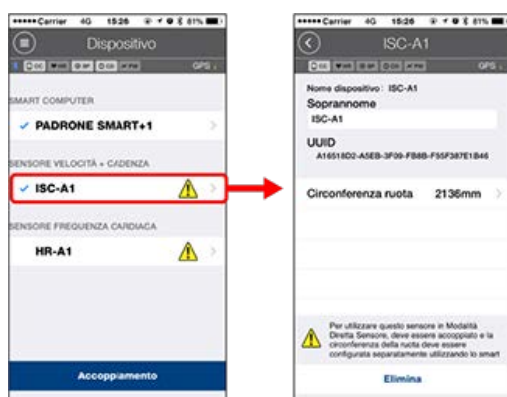 Carrier 4G 15:26 81%
Dispositivo
GPS
SMART COMPUTER
PADRONE SMART+1
SENSORE VELOCITÀ + CADENZA
ISC-A1
SENSORE FREQUENZA CARDIACA
HR-A1
Accoppiamento
Carrier 4G 15:26 81%
ISC-A1
GPS
Nome dispositivo: ISC-A1
Soprannome
ISC-A1
UUID
A16518D2-A5EB-3F09-FB8B-F55F387E1B46
Circonferenza ruota 2136mm
Per utilizzare questo sensore in Modalità
Diretta Sensore, deve essere accoppiato e la
circonferenza della ruota deve essere
configurata separatamente utilizzando lo smart
Elimina